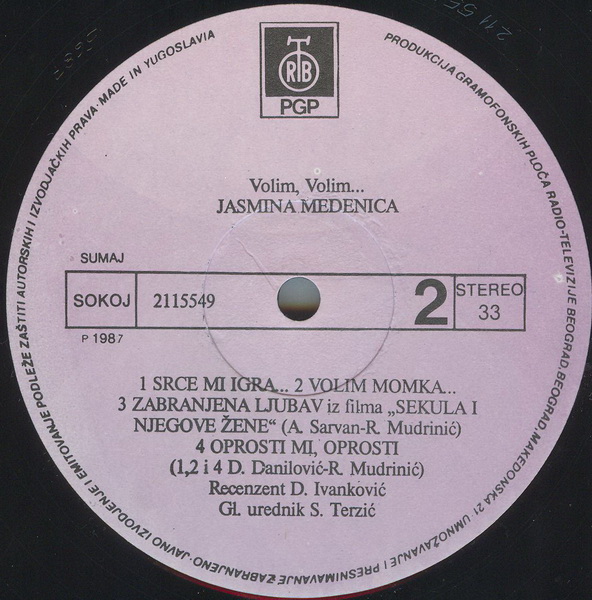 PRODUKCIJA GRAMOFONSKIH PLOČA RADIO-TELEVIZIJE BEOGRAD, BEOGRAD, MAKEDONSKA 21. UMNOŽAVANJE I PRESNIMAVANJE ZABRANJENO. JAVNO IZVODJENJE I EMITOVANJE PODLEŽE ZAŠTITI AUTORSKIH I IZVODJAČKIH PRAVA · MADE IN YUGOSLAVIA
RTB
PGP
Volim, Volim...
JASMINA MEDENICA
SUMAJ
SOKOJ 2115549 2 STEREO
33
P 1987
1 SRCE MI IGRA... 2 VOLIM MOMKA...
3 ZABRANJENA LJUBAV iz filma „SEKULA I
NJEGOVE ŽENE“ (A. Sarvan-R. Mudrinić)
4 OPROSTI MI, OPROSTI
(1,2 i 4 D. Danilović-R. Mudrinić)
Recenzent D. Ivanković
Gl. urednik S. Terzić